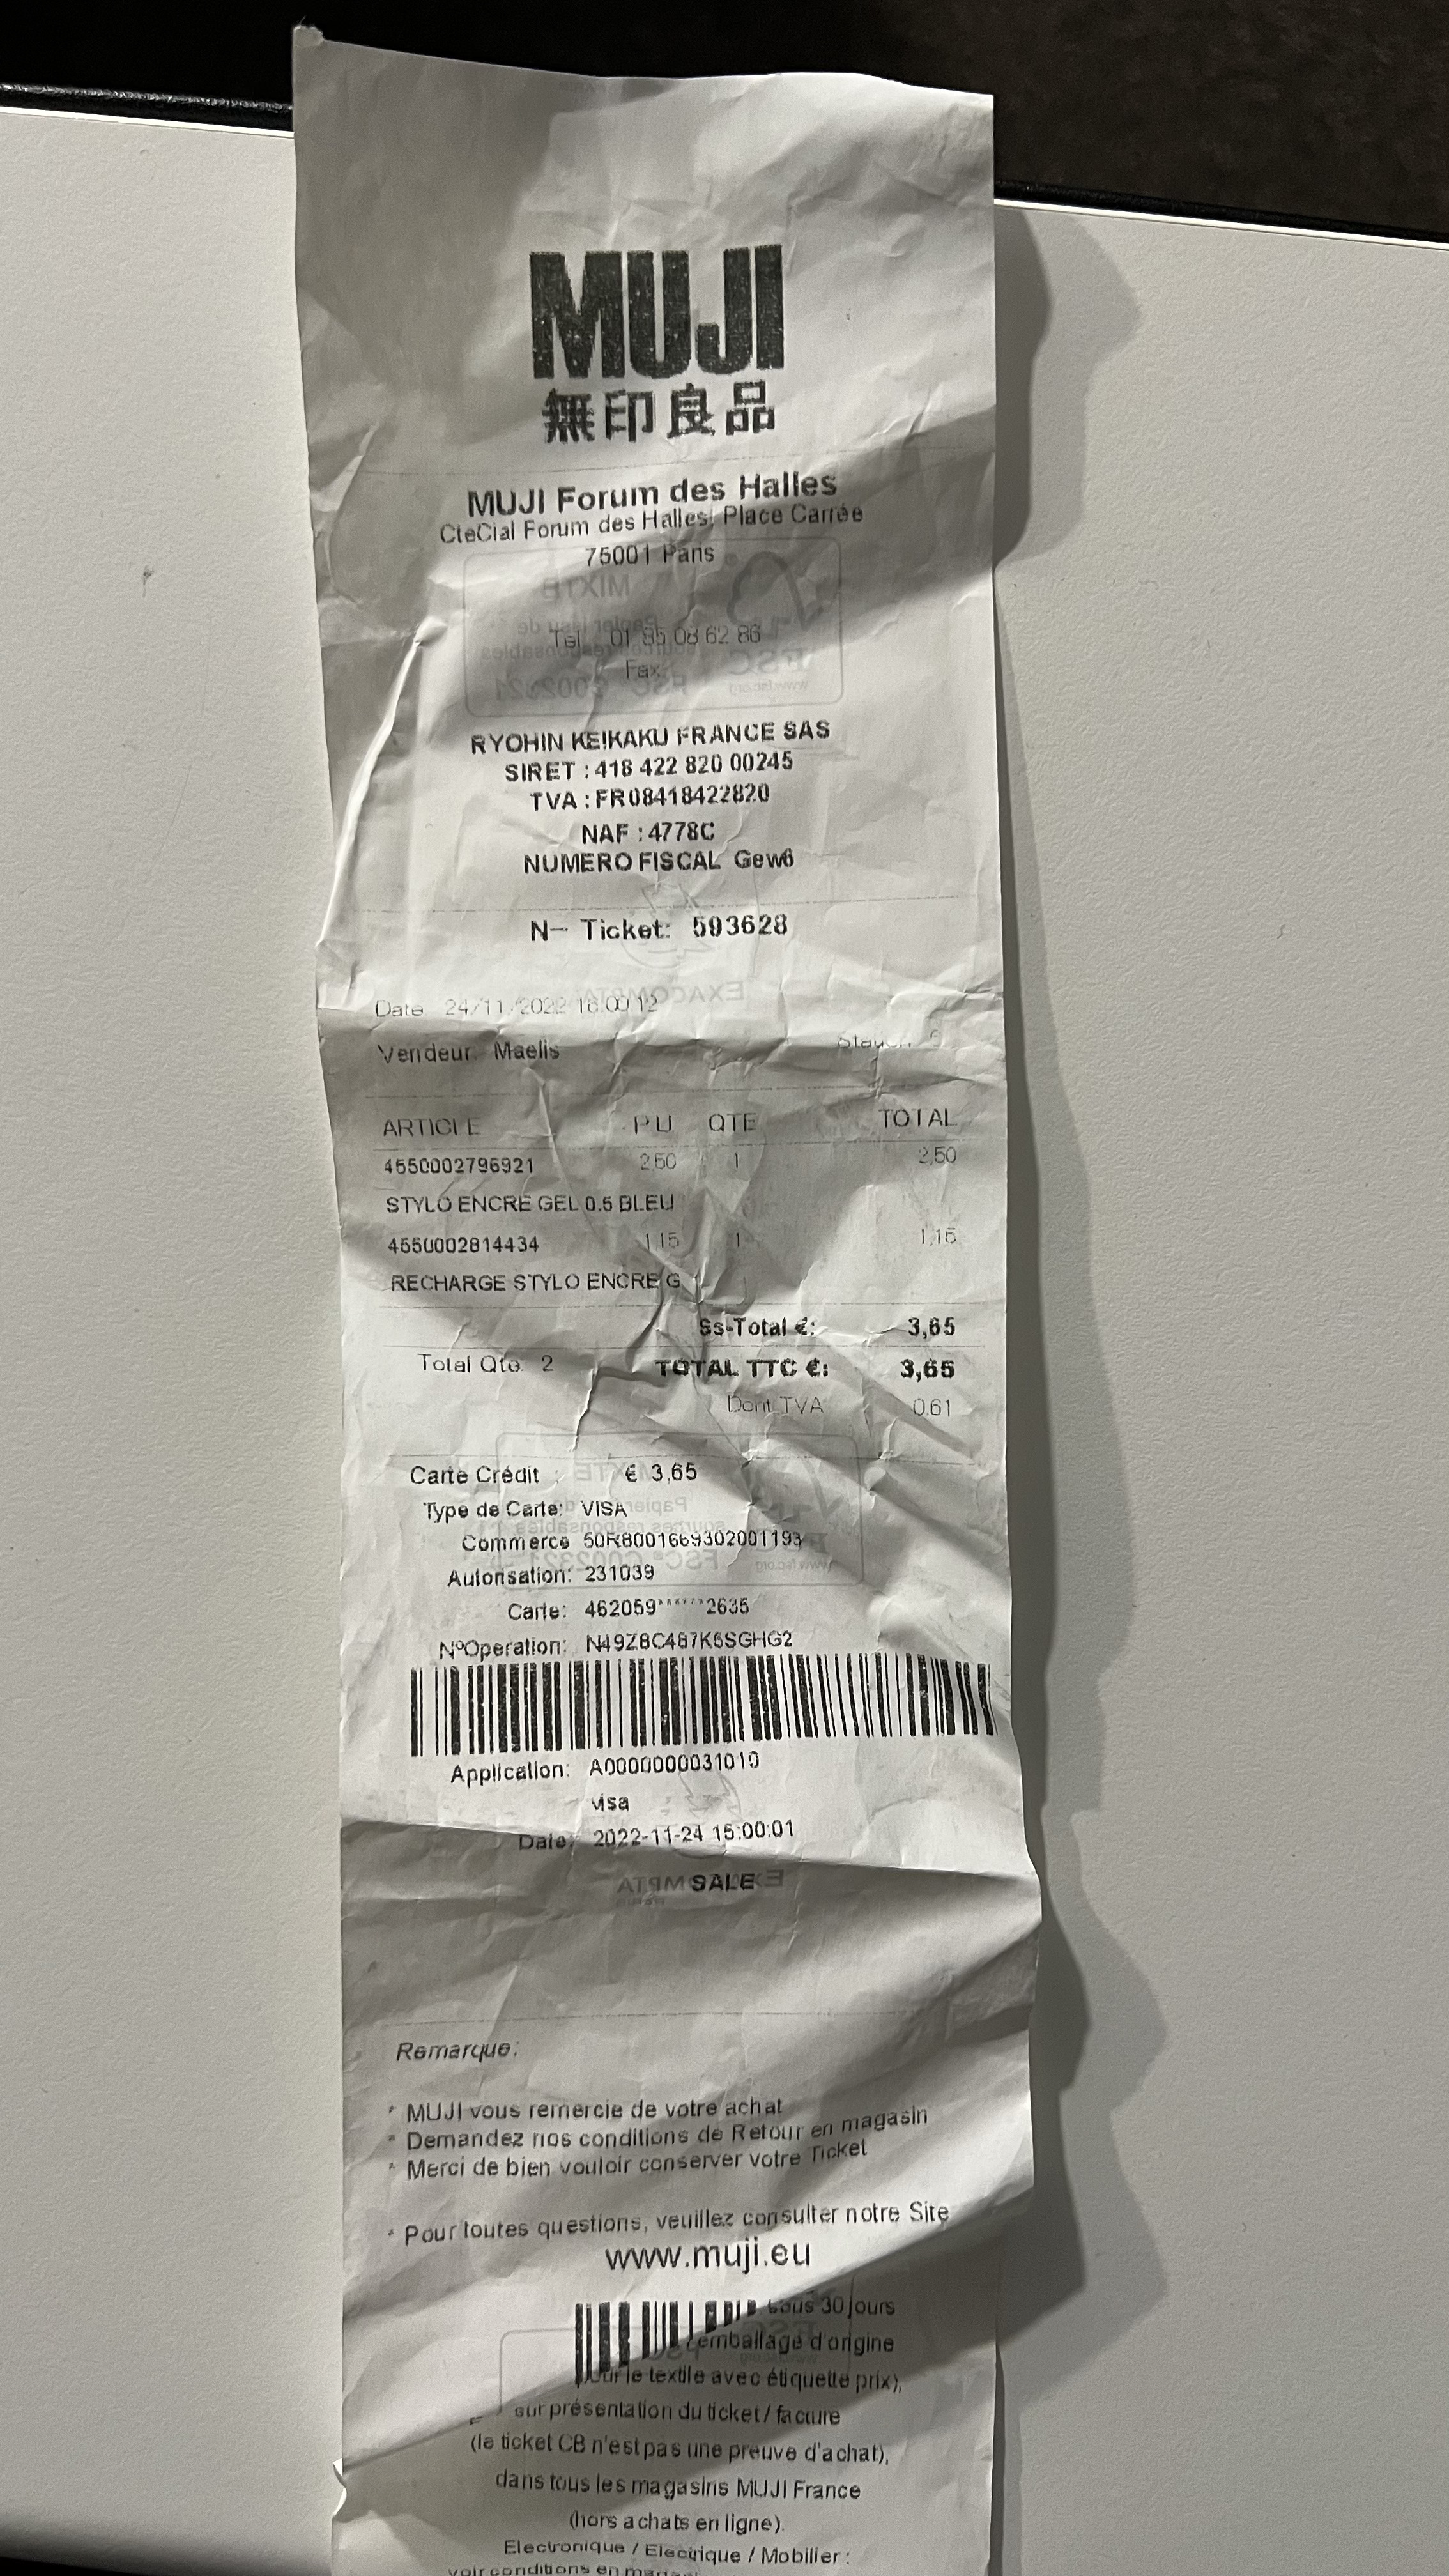 MUJI
無印良品
MUJI Forum des Halles
CteCial Forum des Halles, Place Carrée
75001 Paris
Tel 01 85 08 62 86
Fax
RYOHIN KEIKAKU FRANCE SAS
SIRET : 418 422 820 00245
TVA : FR08418422820
NAF : 4778C
NUMERO FISCAL Gew6
N- Ticket: 593628
Date 24/11/2022 16:00:12
Vendeur: Maelis
ARTICLE PU QTE TOTAL
4550002796921 2,50 1 2,50
STYLO ENCRE GEL 0.5 BLEU
4550002814434 1,15 1 1,15
RECHARGE STYLO ENCRE G
Ss-Total €: 3,65
Total Qte. 2 TOTAL TTC €: 3,65
Dont TVA 0,61
Carte Crédit : € 3,65
Type de Carte: VISA
Commerce 50R8001669302001193
Autorisation: 231039
Carte: 462059******2635
NºOperation: N49Z8C487K6SGHG2
Application: A0000000031010
visa
Date: 2022-11-24 15:00:01
SALE
Remarque:
* MUJI vous remercie de votre achat
* Demandez nos conditions de Retour en magasin
* Merci de bien vouloir conserver votre Ticket
* Pour toutes questions, veuillez consulter notre Site
www.muji.eu
sous 30 jours
emballage d'origine
le textile avec étiquette prix),
sur présentation du ticket / facture
(le ticket CB n'est pas une preuve d'achat),
dans tous les magasins MUJI France
(hors achats en ligne).
Electronique / Electrique / Mobilier :
voir conditions en